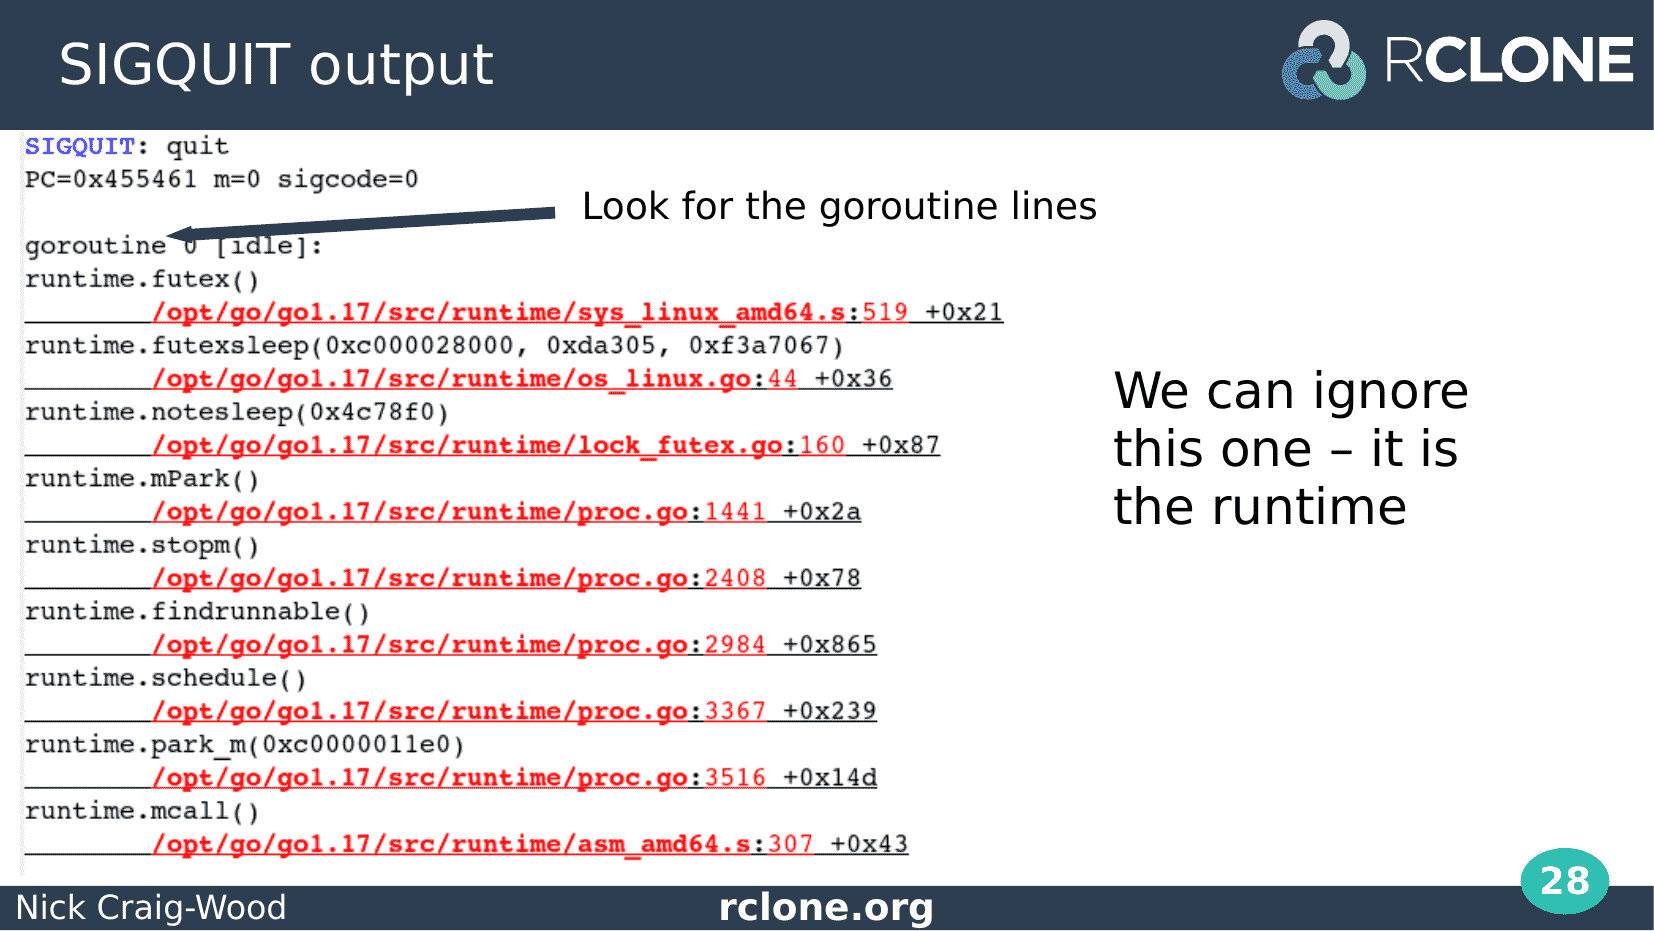 SIGQUIT output
RCLONE
SIGQUIT: quit
PC=0x455461 m=0 sigcode=0
Look for the goroutine lines
goroutine 0 [idle]:
runtime.futex()
/opt/go/go1.17/src/runtime/sys_linux_amd64.s:519 +0x21
runtime.futexsleep(0xc000028000, 0xda305, 0xf3a7067)
/opt/go/go1.17/src/runtime/os_linux.go:44 +0x36
runtime.notesleep(0x4c78f0)
/opt/go/go1.17/src/runtime/lock_futex.go:160 +0x87
runtime.mPark()
/opt/go/go1.17/src/runtime/proc.go:1441 +0x2a
runtime.stopm()
/opt/go/go1.17/src/runtime/proc.go:2408 +0x78
runtime.findrunnable()
/opt/go/go1.17/src/runtime/proc.go:2984 +0x865
runtime.schedule()
/opt/go/go1.17/src/runtime/proc.go:3367 +0x239
runtime.park_m(0xc0000011e0)
/opt/go/go1.17/src/runtime/proc.go:3516 +0x14d
runtime.mcall()
/opt/go/go1.17/src/runtime/asm_amd64.s:307 +0x43
We can ignore
this one – it is
the runtime
Nick Craig-Wood
rclone.org
28